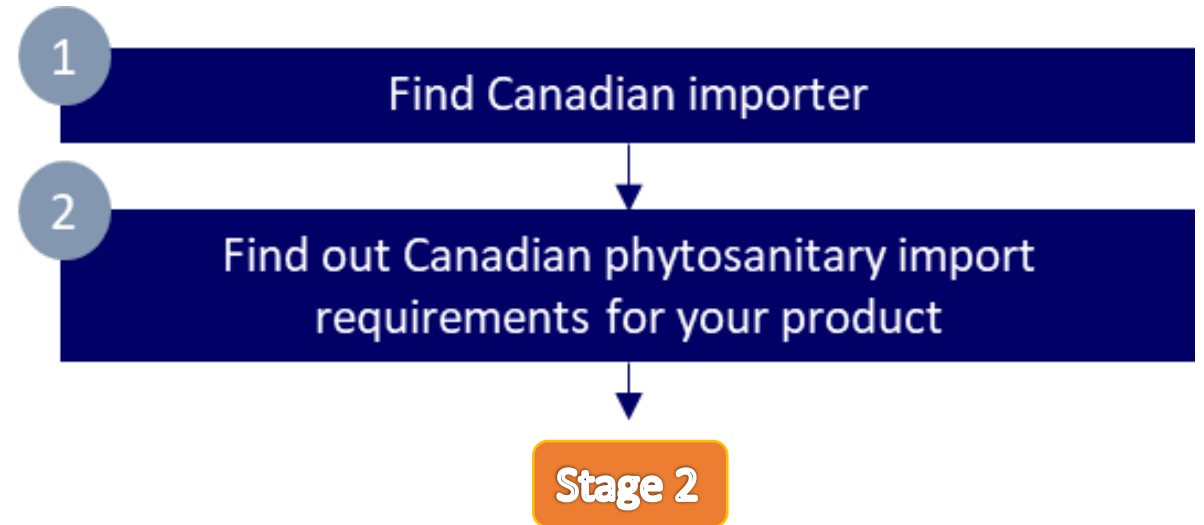 1
Find Canadian importer
2
Find out Canadian phytosanitary import
requirements for your product
Stage 2